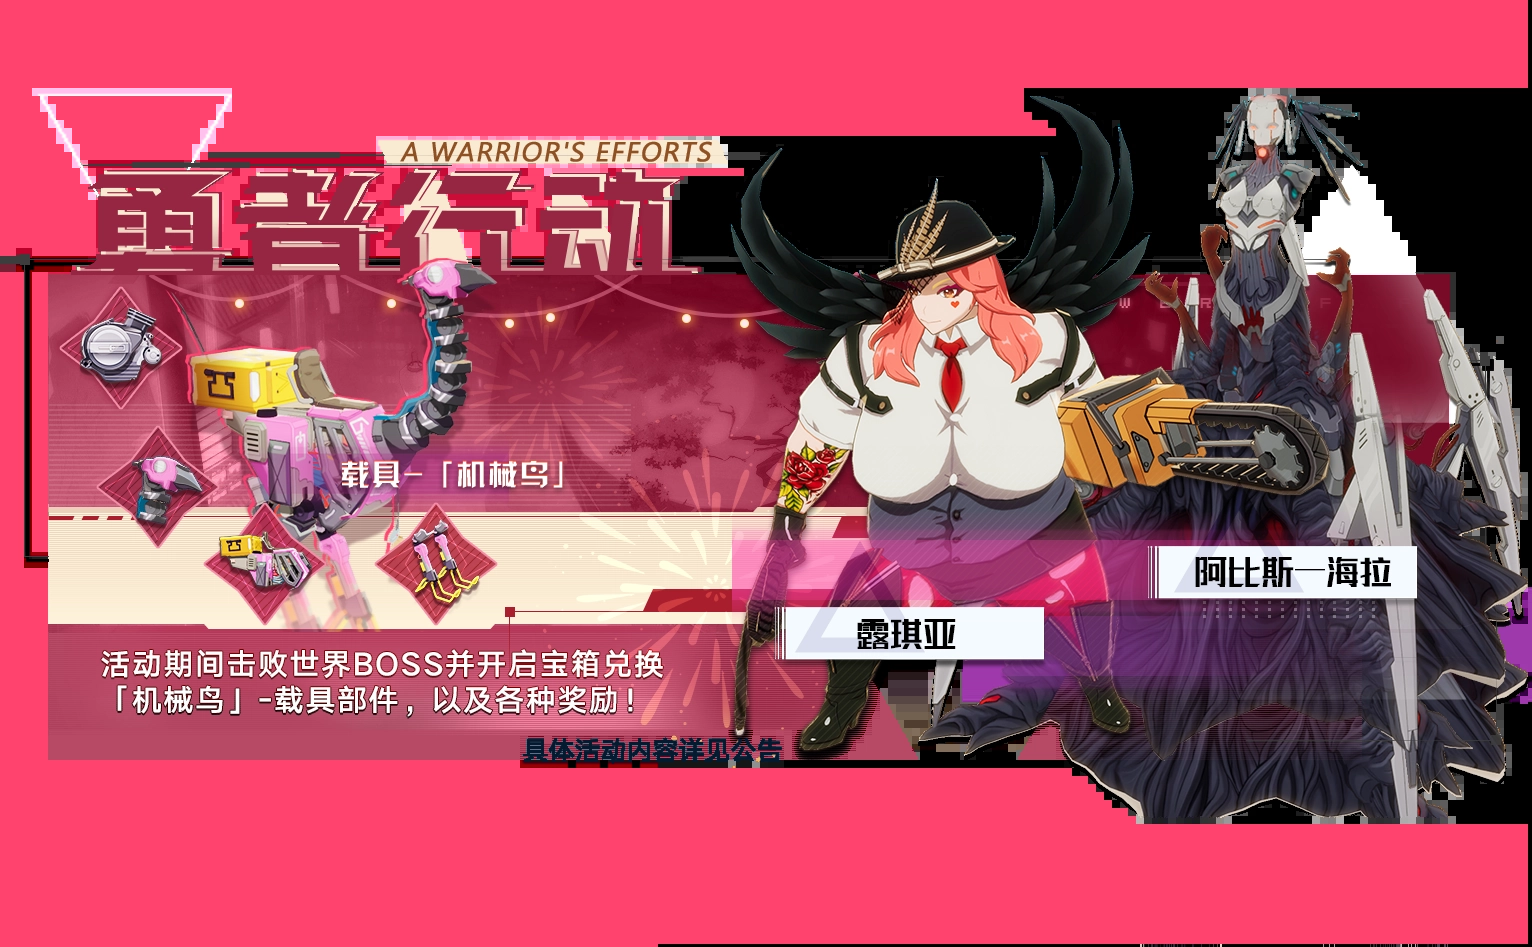 A WARRIOR'S EFFORTS
勇者行动
载具-「机械鸟」
阿比斯—海拉
露琪亚
活动期间击败世界BOSS并开启宝箱兑换
「机械鸟」-载具部件，以及各种奖励！
具体活动内容详见公告